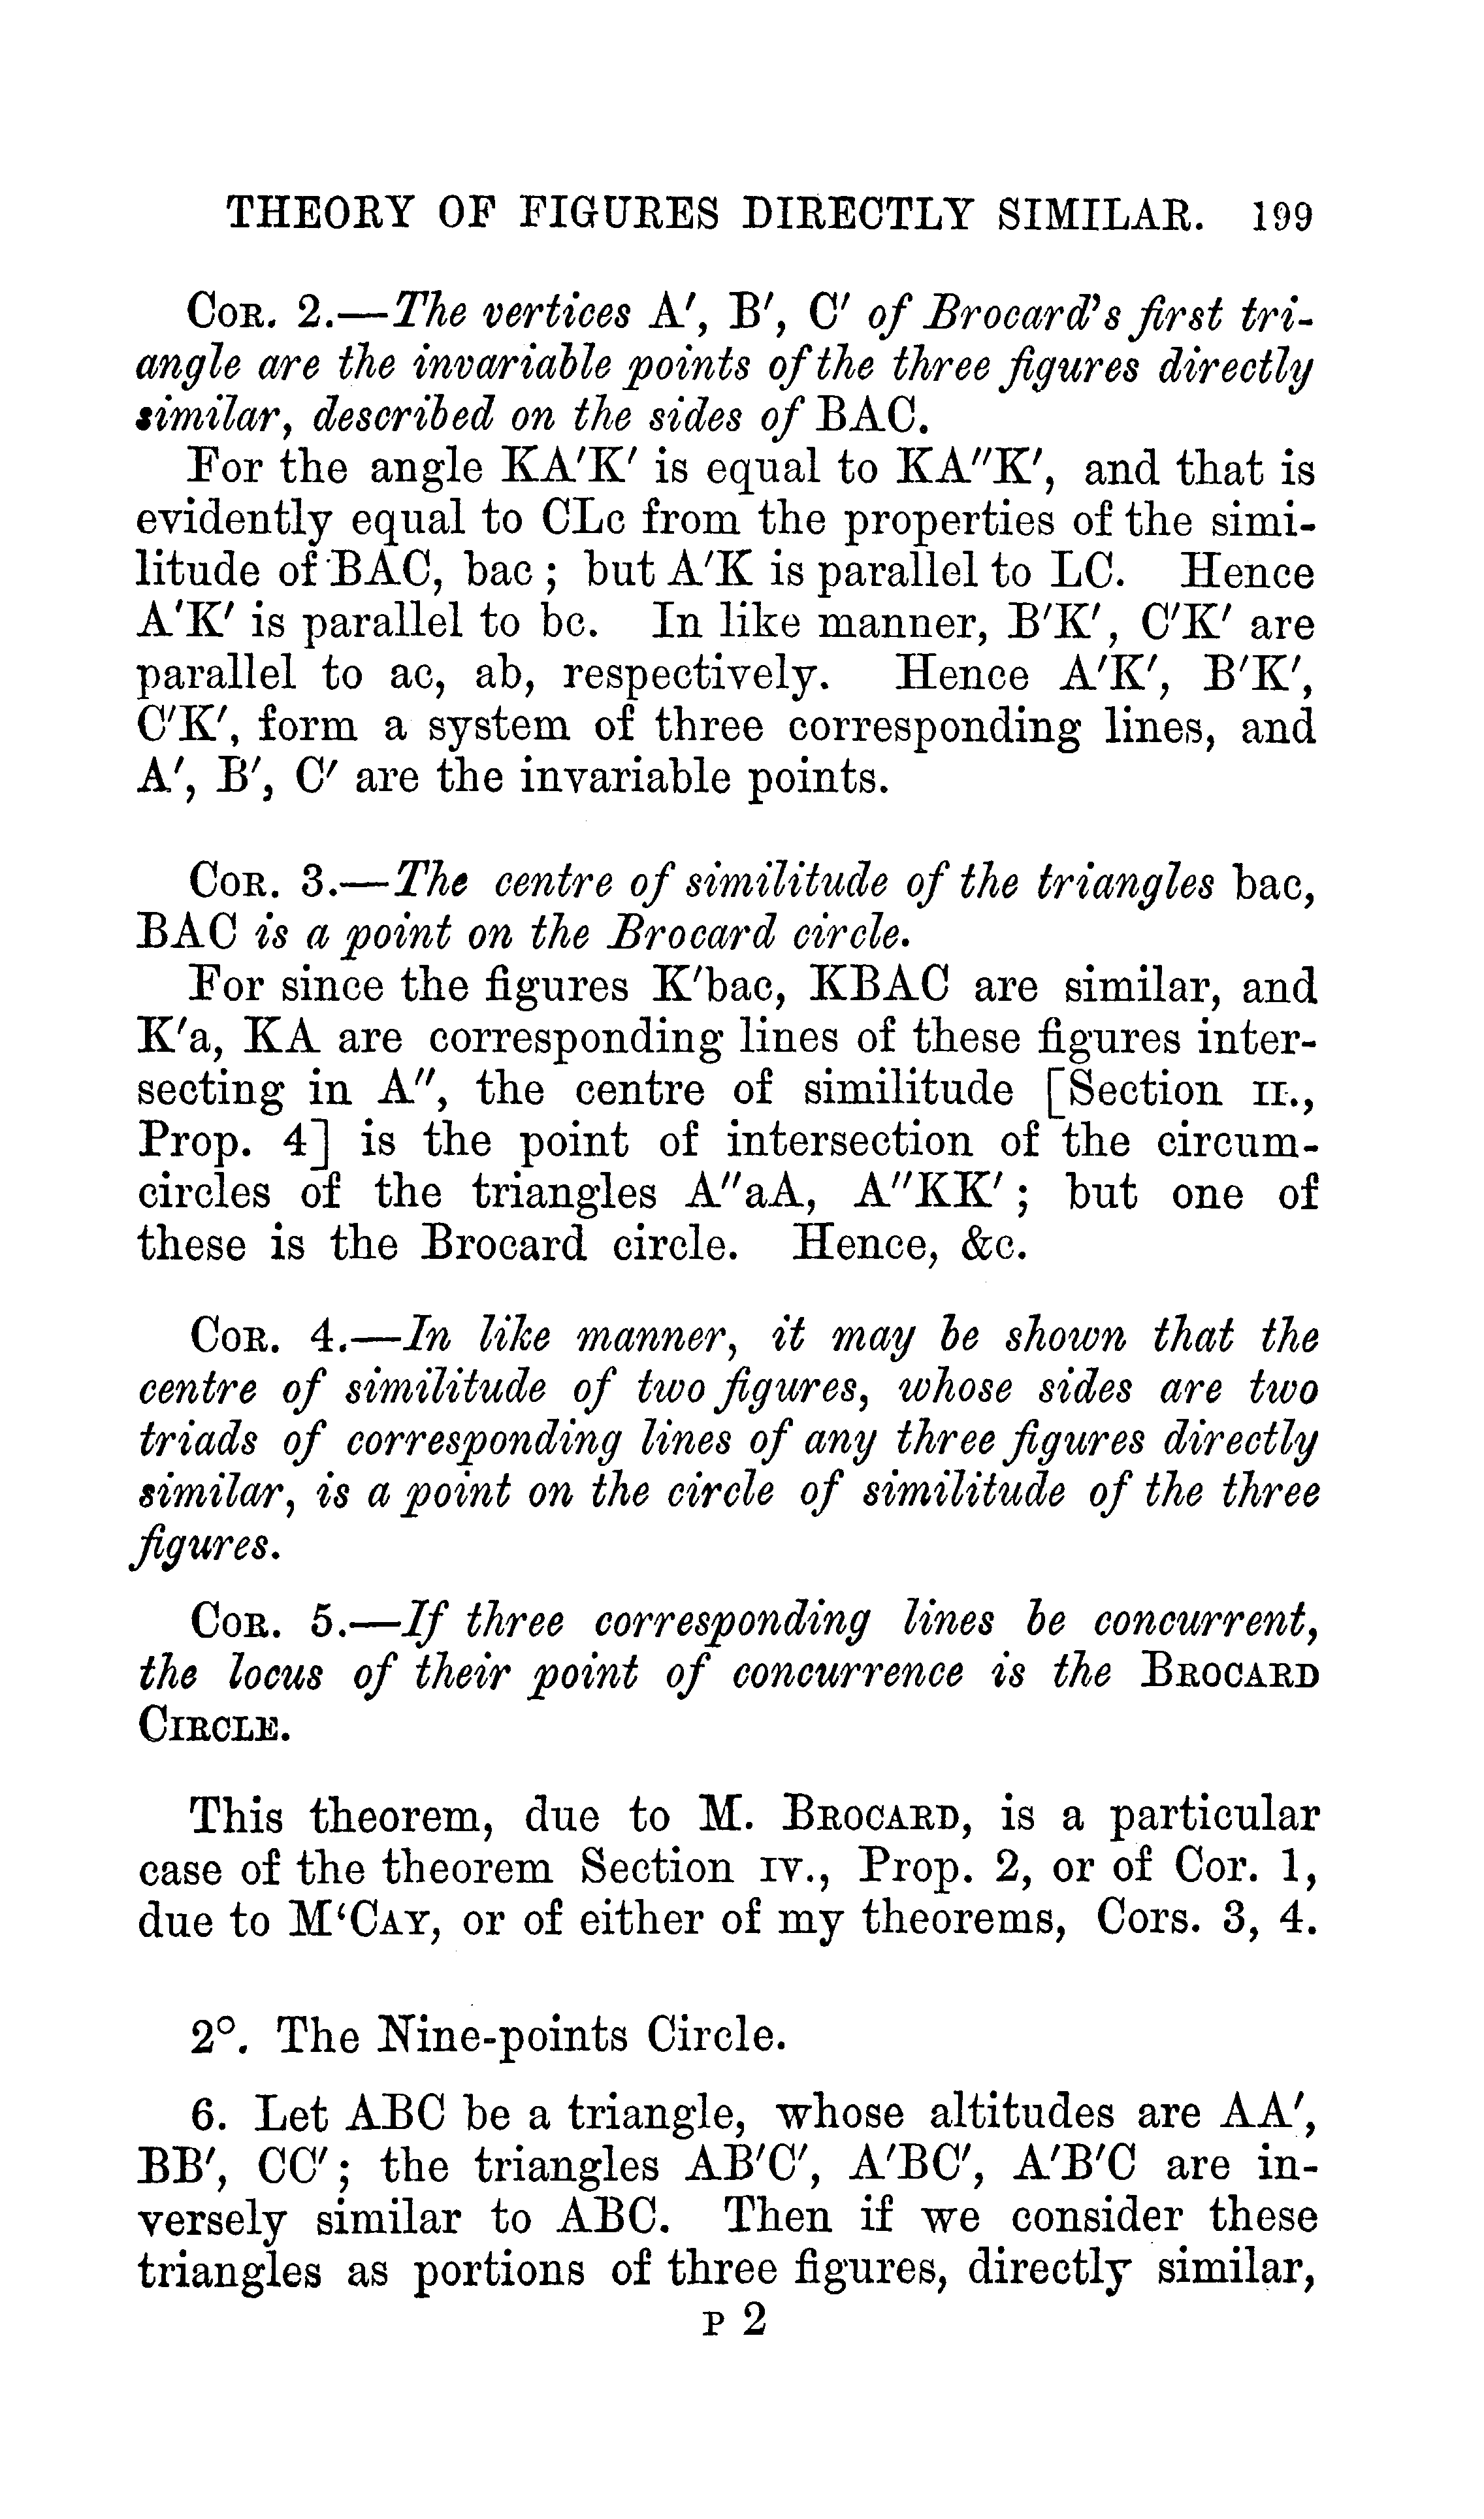 THEORY OF FIGURES DIRECTLY SIMILAR. 199
COR. 2.—The vertices A′, B′, C′ of Brocard's first tri-
angle are the invariable points of the three figures directly
similar, described on the sides of BAC.
For the angle KA′K′ is equal to KA″K′, and that is
evidently equal to CLc from the properties of the simi-
litude of BAC, bac; but A′K is parallel to LC. Hence
A′K′ is parallel to bc. In like manner, B′K′, C′K′ are
parallel to ac, ab, respectively. Hence A′K′, B′K′,
C′K′, form a system of three corresponding lines, and
A′, B′, C′ are the invariable points.
COR. 3.—The centre of similitude of the triangles bac,
BAC is a point on the Brocard circle.
For since the figures K′bac, KBAC are similar, and
K′a, KA are corresponding lines of these figures inter-
secting in A″, the centre of similitude [Section II.,
Prop. 4] is the point of intersection of the circum-
circles of the triangles A″aA, A″KK′; but one of
these is the Brocard circle. Hence, &c.
COR. 4.—In like manner, it may be shown that the
centre of similitude of two figures, whose sides are two
triads of corresponding lines of any three figures directly
similar, is a point on the circle of similitude of the three
figures.
COR. 5.—If three corresponding lines be concurrent,
the locus of their point of concurrence is the BROCARD
CIRCLE.
This theorem, due to M. BROCARD, is a particular
case of the theorem Section IV., Prop. 2, or of Cor. 1,
due to M‘CAY, or of either of my theorems, Cors. 3, 4.
2°. The Nine-points Circle.
6. Let ABC be a triangle, whose altitudes are AA′,
BB′, CC′; the triangles AB′C′, A′BC′, A′B′C are in-
versely similar to ABC. Then if we consider these
triangles as portions of three figures, directly similar,
P 2